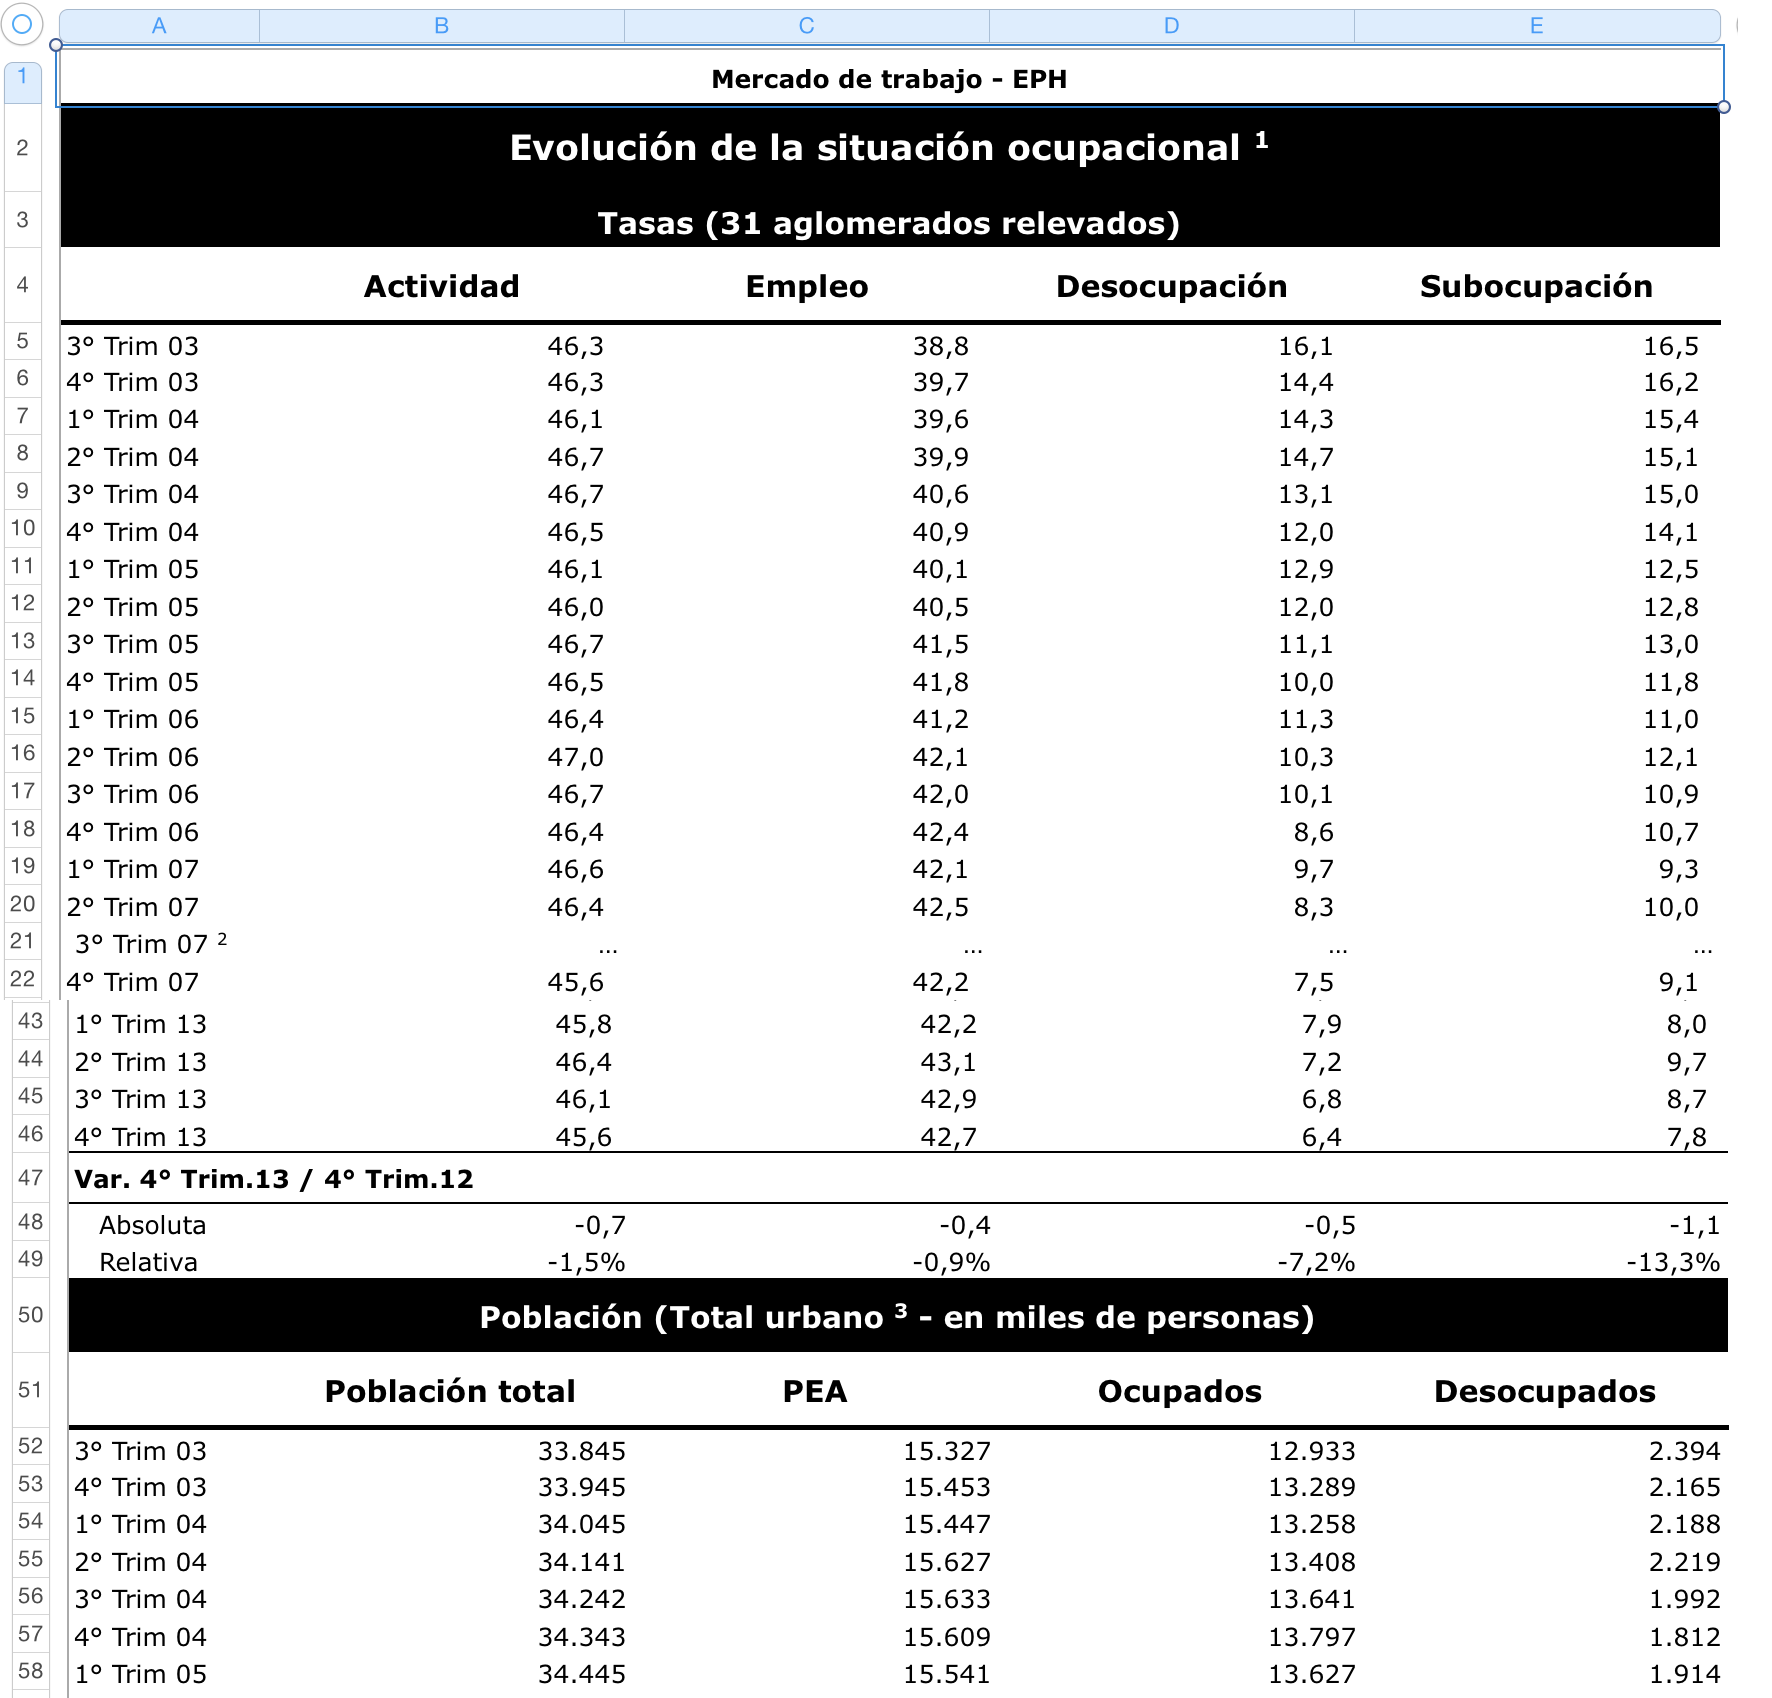 A B C D E
1 Mercado de trabajo - EPH
2 Evolución de la situación ocupacional ¹
3 Tasas (31 aglomerados relevados)
4 Actividad Empleo Desocupación Subocupación
5 3° Trim 03 46,3 38,8 16,1 16,5
6 4° Trim 03 46,3 39,7 14,4 16,2
7 1° Trim 04 46,1 39,6 14,3 15,4
8 2° Trim 04 46,7 39,9 14,7 15,1
9 3° Trim 04 46,7 40,6 13,1 15,0
10 4° Trim 04 46,5 40,9 12,0 14,1
11 1° Trim 05 46,1 40,1 12,9 12,5
12 2° Trim 05 46,0 40,5 12,0 12,8
13 3° Trim 05 46,7 41,5 11,1 13,0
14 4° Trim 05 46,5 41,8 10,0 11,8
15 1° Trim 06 46,4 41,2 11,3 11,0
16 2° Trim 06 47,0 42,1 10,3 12,1
17 3° Trim 06 46,7 42,0 10,1 10,9
18 4° Trim 06 46,4 42,4 8,6 10,7
19 1° Trim 07 46,6 42,1 9,7 9,3
20 2° Trim 07 46,4 42,5 8,3 10,0
21 3° Trim 07 ² ... ... ... ...
22 4° Trim 07 45,6 42,2 7,5 9,1
43 1° Trim 13 45,8 42,2 7,9 8,0
44 2° Trim 13 46,4 43,1 7,2 9,7
45 3° Trim 13 46,1 42,9 6,8 8,7
46 4° Trim 13 45,6 42,7 6,4 7,8
47 Var. 4° Trim.13 / 4° Trim.12
48 Absoluta -0,7 -0,4 -0,5 -1,1
49 Relativa -1,5% -0,9% -7,2% -13,3%
50 Población (Total urbano ³ - en miles de personas)
51 Población total PEA Ocupados Desocupados
52 3° Trim 03 33.845 15.327 12.933 2.394
53 4° Trim 03 33.945 15.453 13.289 2.165
54 1° Trim 04 34.045 15.447 13.258 2.188
55 2° Trim 04 34.141 15.627 13.408 2.219
56 3° Trim 04 34.242 15.633 13.641 1.992
57 4° Trim 04 34.343 15.609 13.797 1.812
58 1° Trim 05 34.445 15.541 13.627 1.914